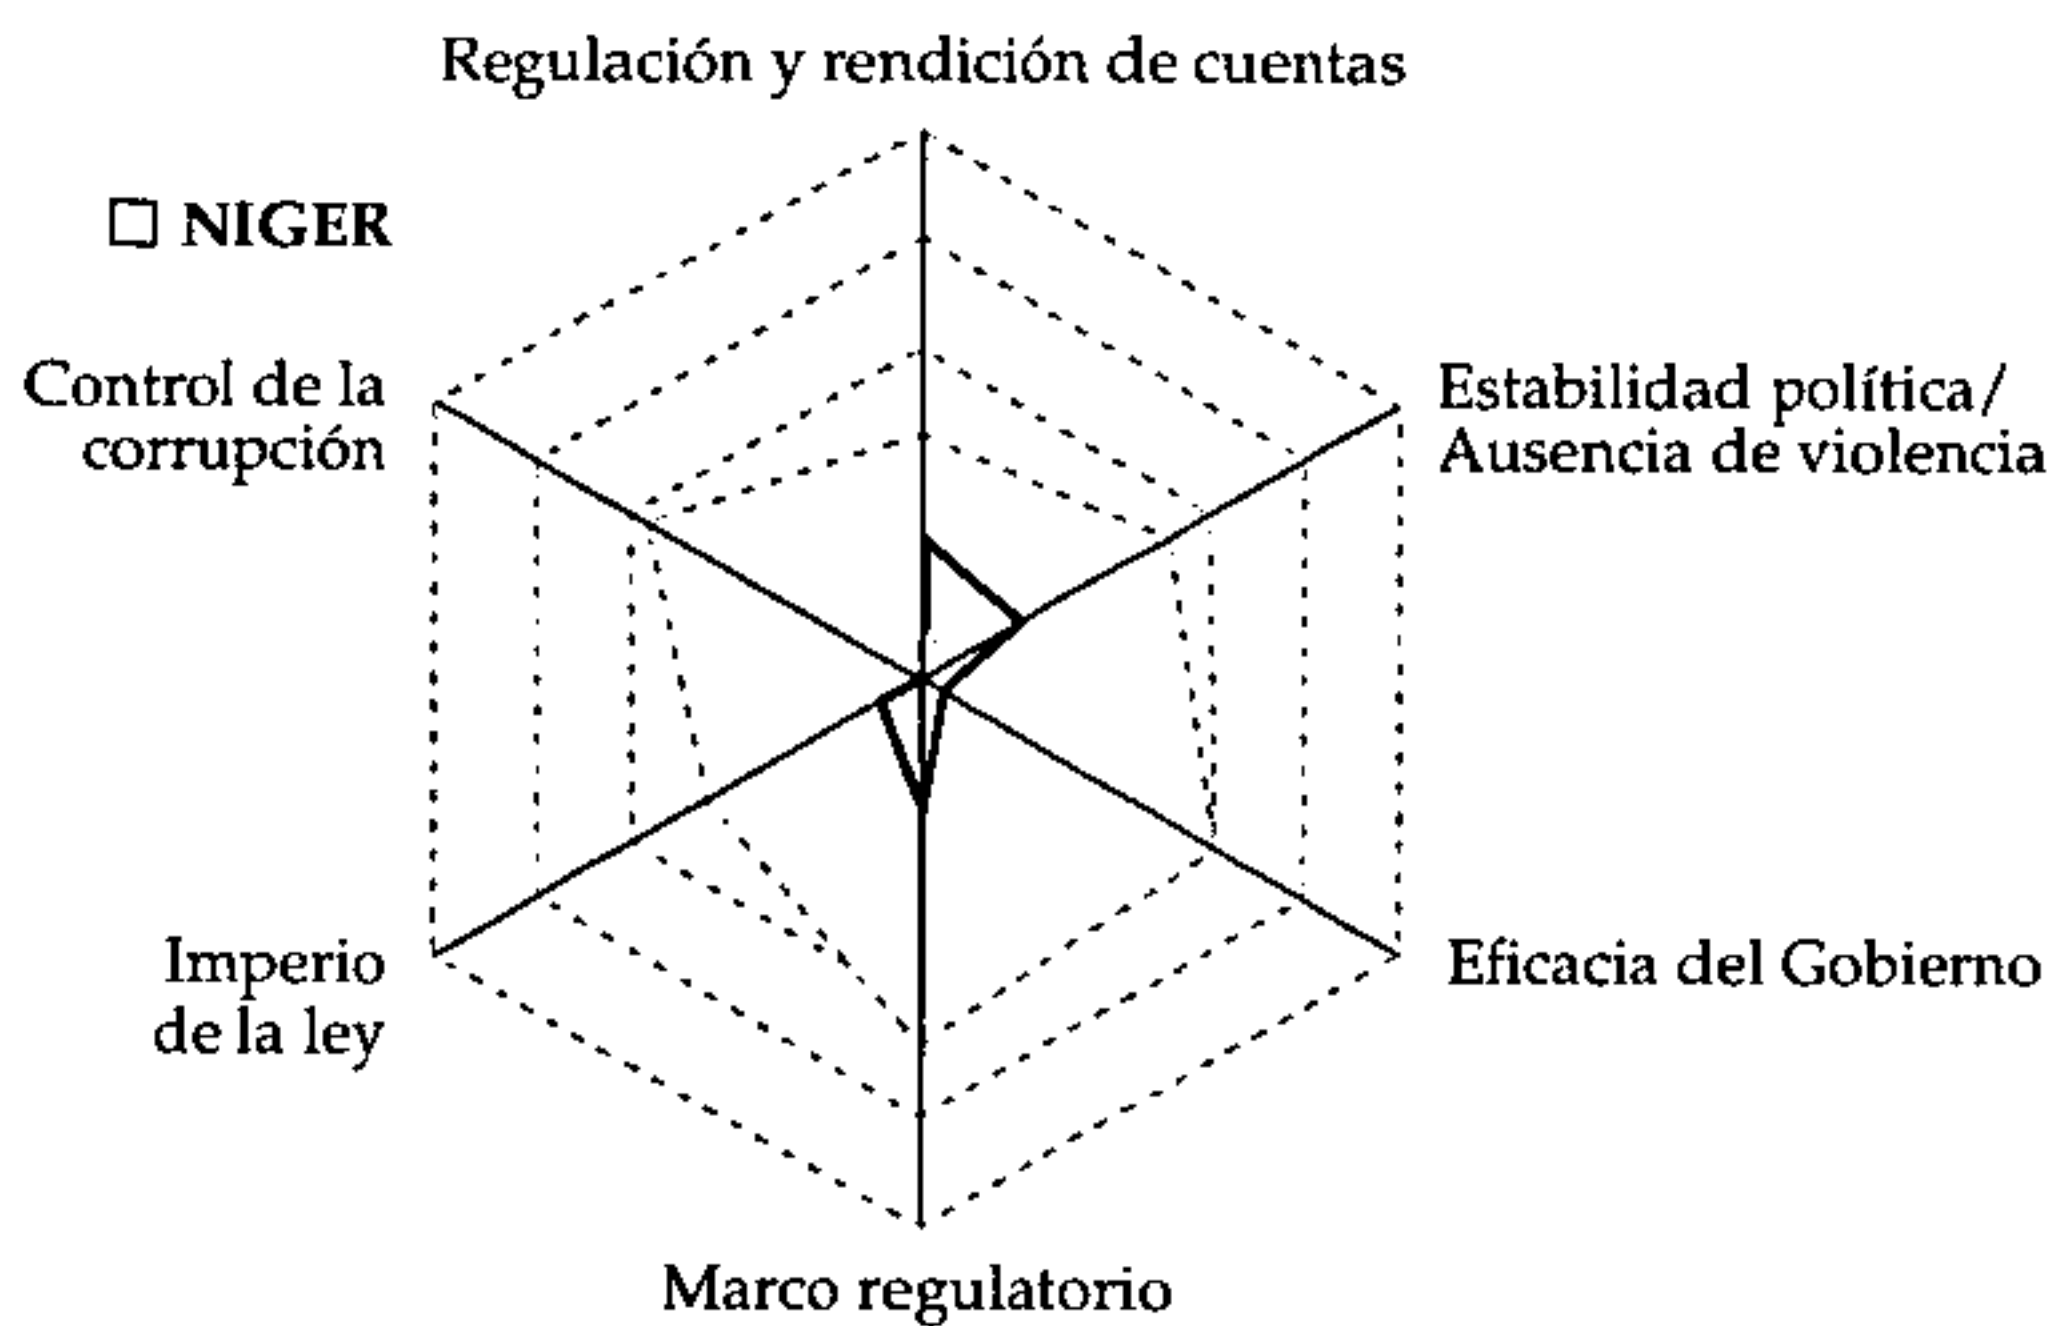 Regulación y rendición de cuentas
□ NIGER
Control de la
corrupción
Estabilidad política/
Ausencia de violencia
Imperio
de la ley
Eficacia del Gobierno
Marco regulatorio